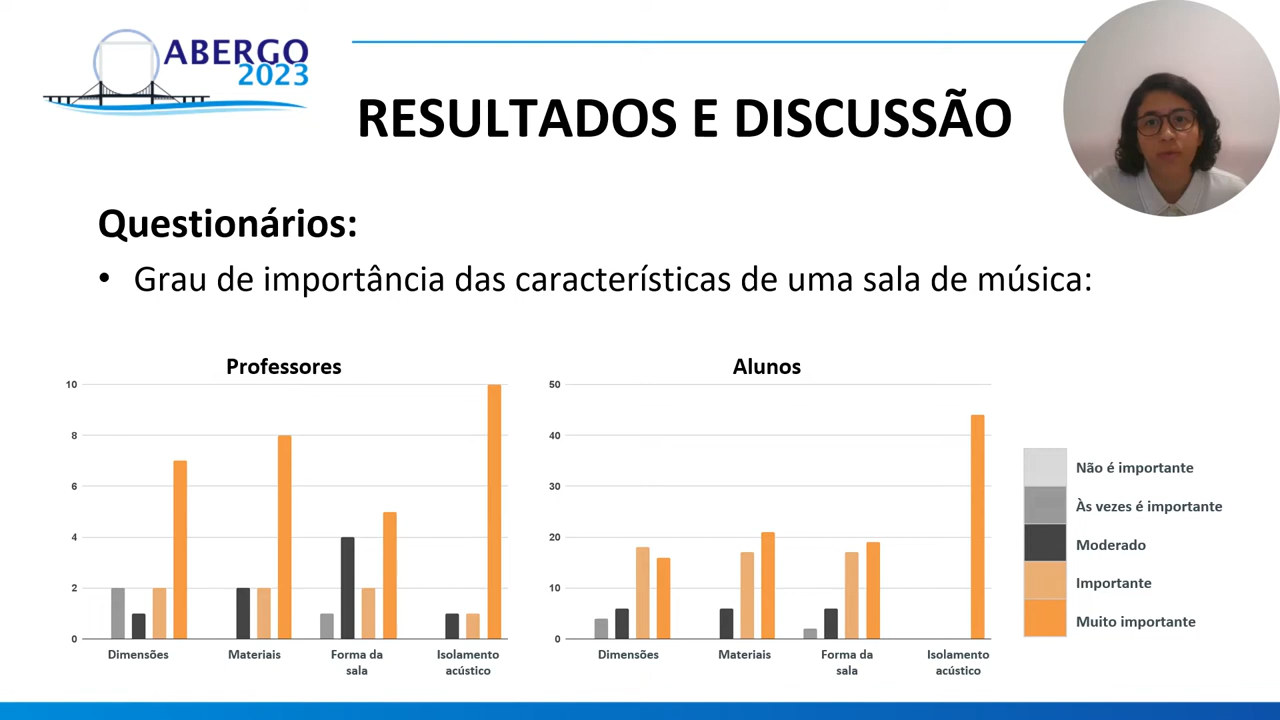 ABERGO
2023
RESULTADOS E DISCUSSÃO
Questionários:
• Grau de importância das características de uma sala de música:
Professores
10
8
6
4
2
0
Dimensões
Materiais
Forma da
sala
Isolamento
acústico
Alunos
50
40
30
20
10
0
Dimensões
Materiais
Forma da
sala
Isolamento
acústico
Não é importante
Às vezes é importante
Moderado
Importante
Muito importante